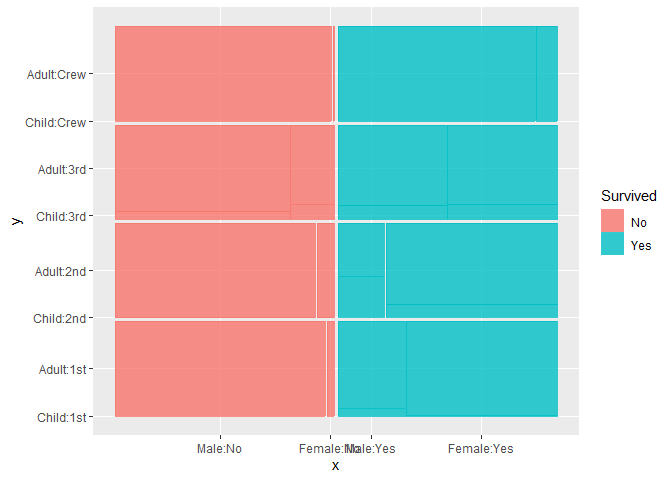 Adult:Crew
Child:Crew
Adult:3rd
Child:3rd
Adult:2nd
Child:2nd
Adult:1st
Child:1st
y
Male:No
Female:No
Male:Yes
Female:Yes
x
Survived
No
Yes